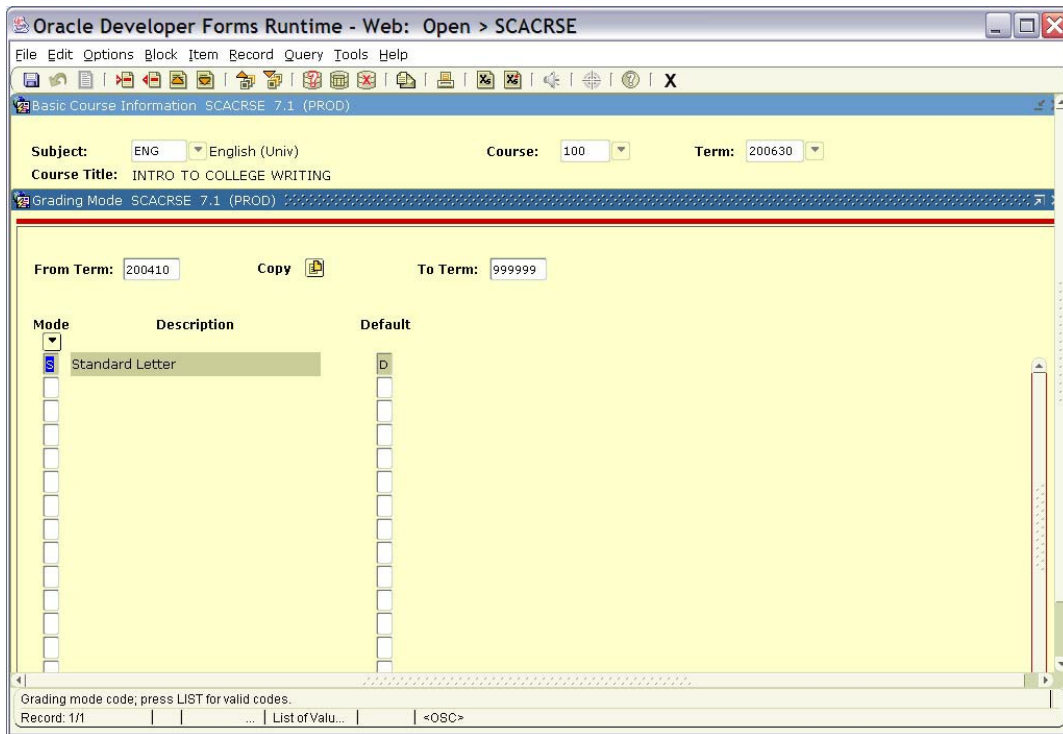 Oracle Developer Forms Runtime - Web: Open > SCACRSE
File Edit Options Block Item Record Query Tools Help
X
Basic Course Information SCACRSE 7.1 (PROD)
Subject: ENG English (Univ) Course: 100 Term: 200630
Course Title: INTRO TO COLLEGE WRITING
Grading Mode SCACRSE 7.1 (PROD)
From Term: 200410 Copy To Term: 999999
Mode Description Default
S Standard Letter D
Grading mode code; press LIST for valid codes.
Record: 1/1 ... List of Valu... <OSC>